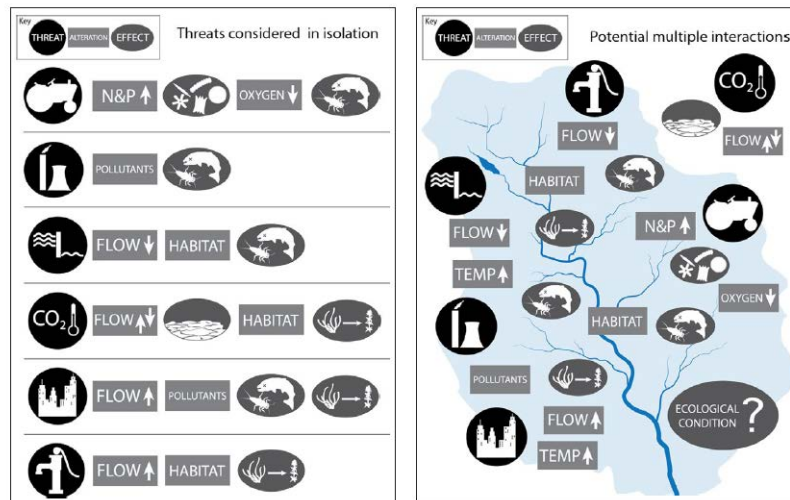 Key
THREAT ALTERATION EFFECT
Threats considered in isolation
N&P OXYGEN
POLLUTANTS
FLOW HABITAT
CO2 FLOW HABITAT
FLOW POLLUTANTS
FLOW HABITAT
Key
THREAT ALTERATION EFFECT
Potential multiple interactions
CO2
FLOW
FLOW
HABITAT
N&P
FLOW
TEMP
OXYGEN
HABITAT
POLLUTANTS
FLOW
TEMP
ECOLOGICAL
CONDITION ?